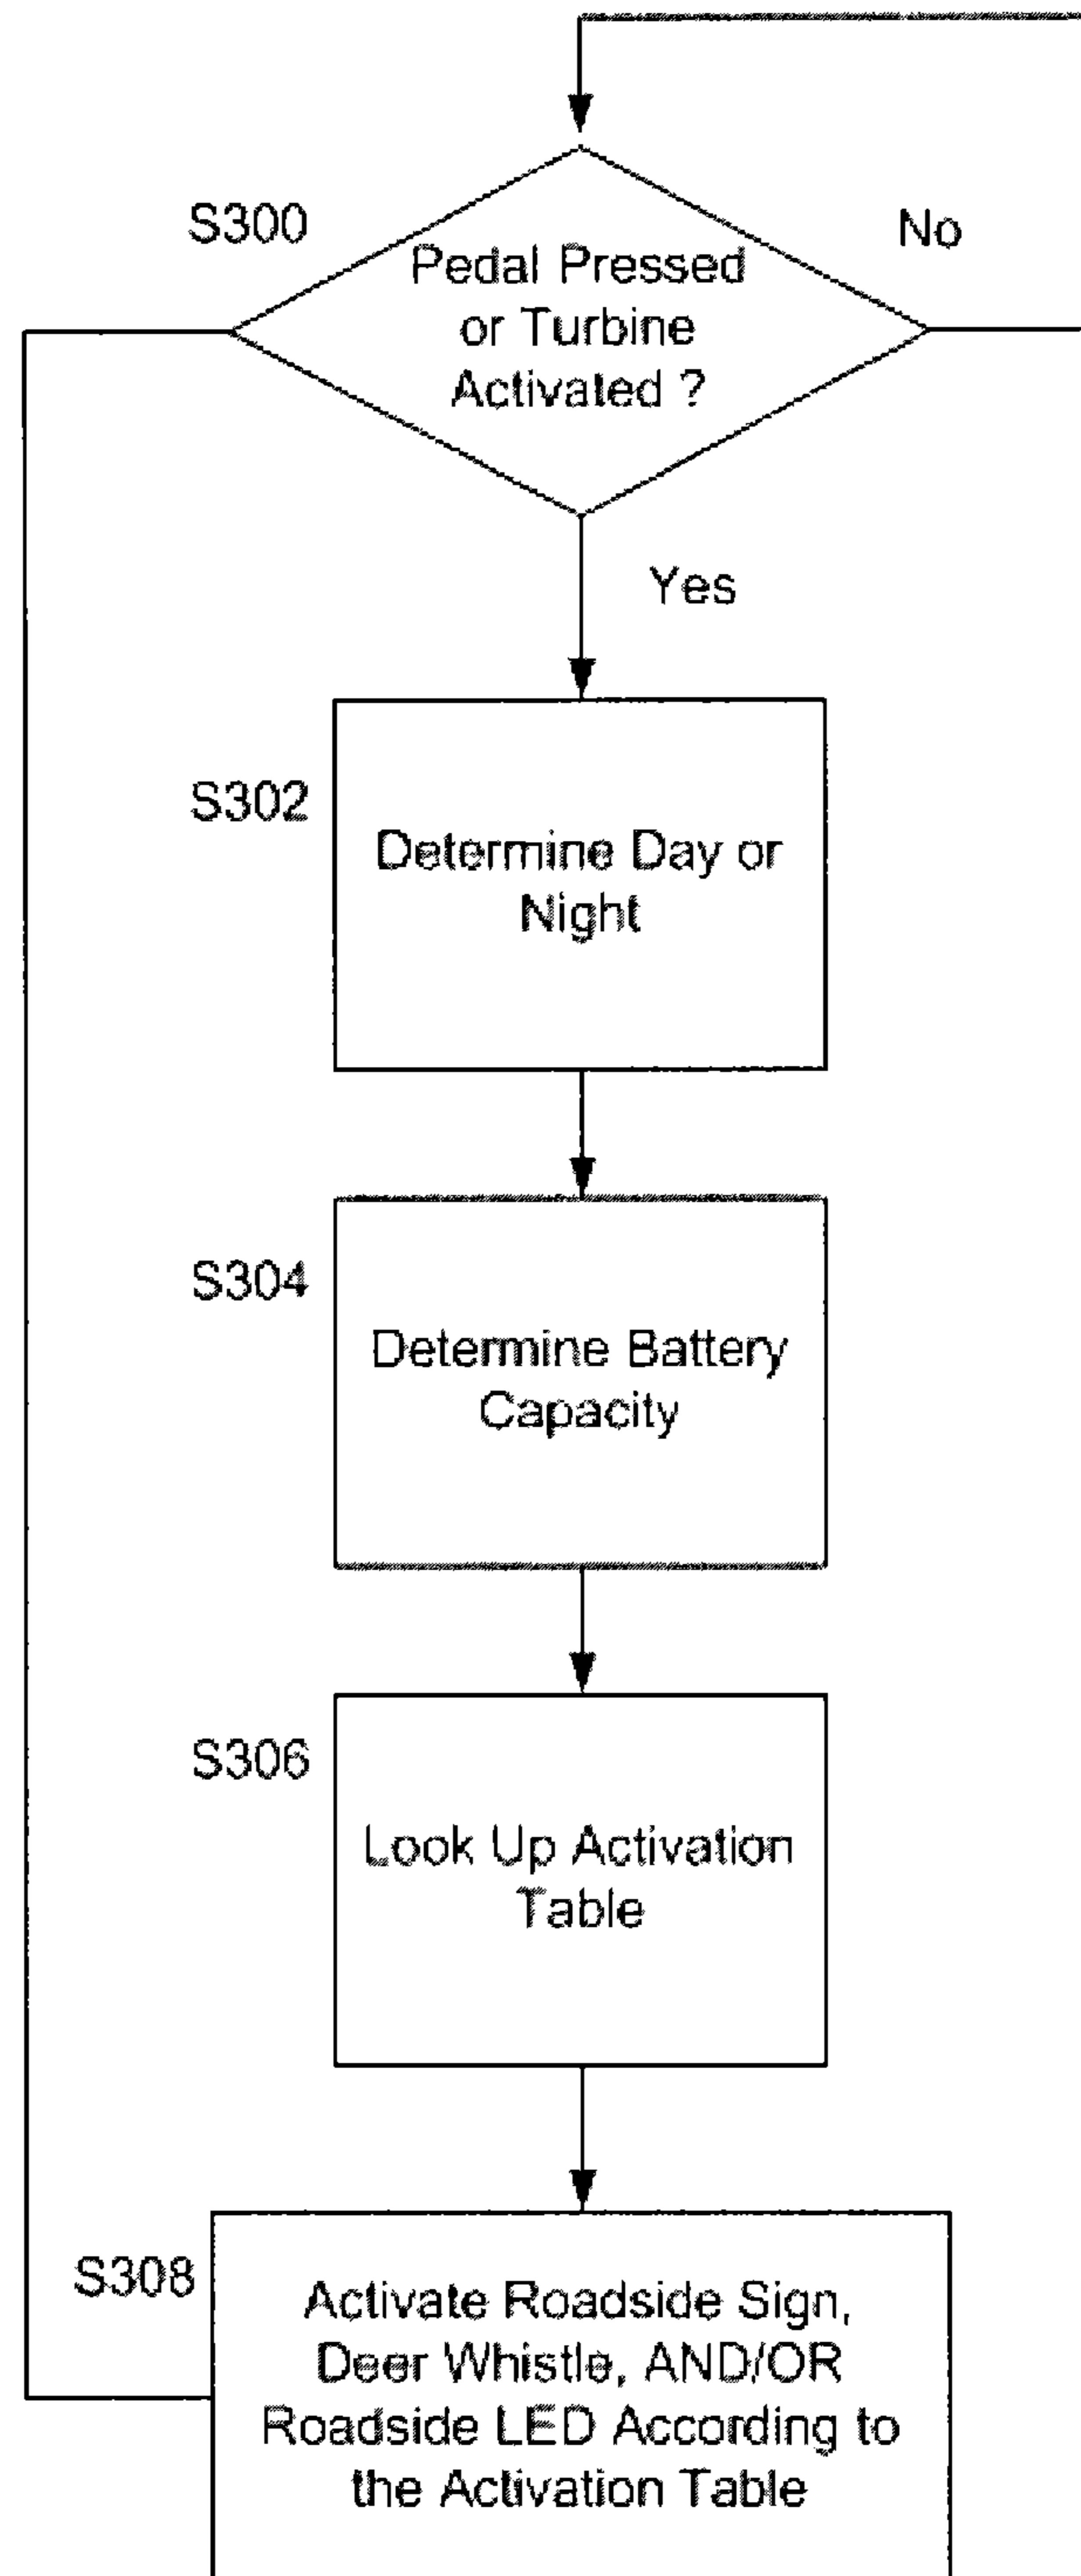 S300
Pedal Pressed
or Turbine
Activated ?
No
Yes
S302
Determine Day or
Night
S304
Determine Battery
Capacity
S306
Look Up Activation
Table
S308
Activate Roadside Sign,
Deer Whistle, AND/OR
Roadside LED According to
the Activation Table